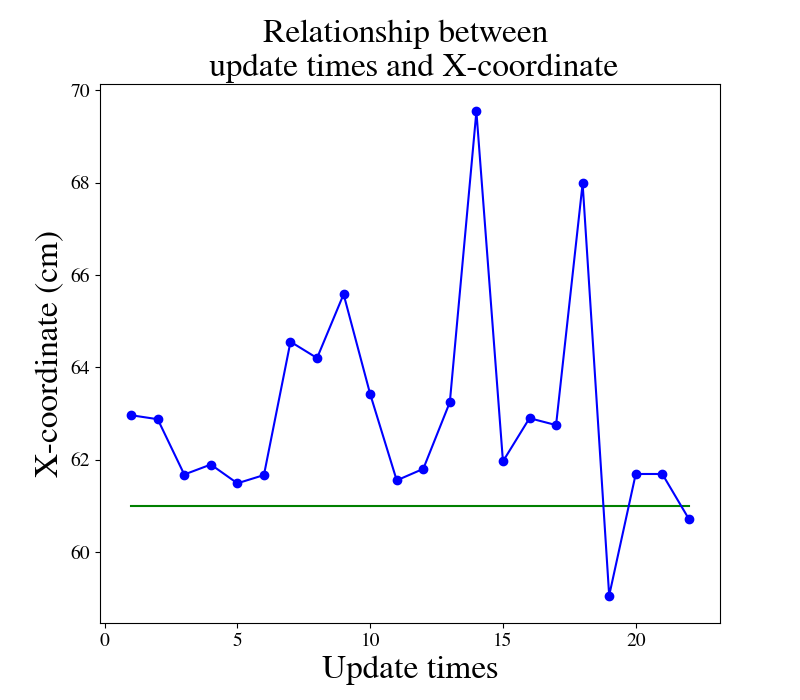 Relationship between
update times and X-coordinate
70
68
66
64
62
60
X-coordinate (cm)
0 5 10 15 20
Update times